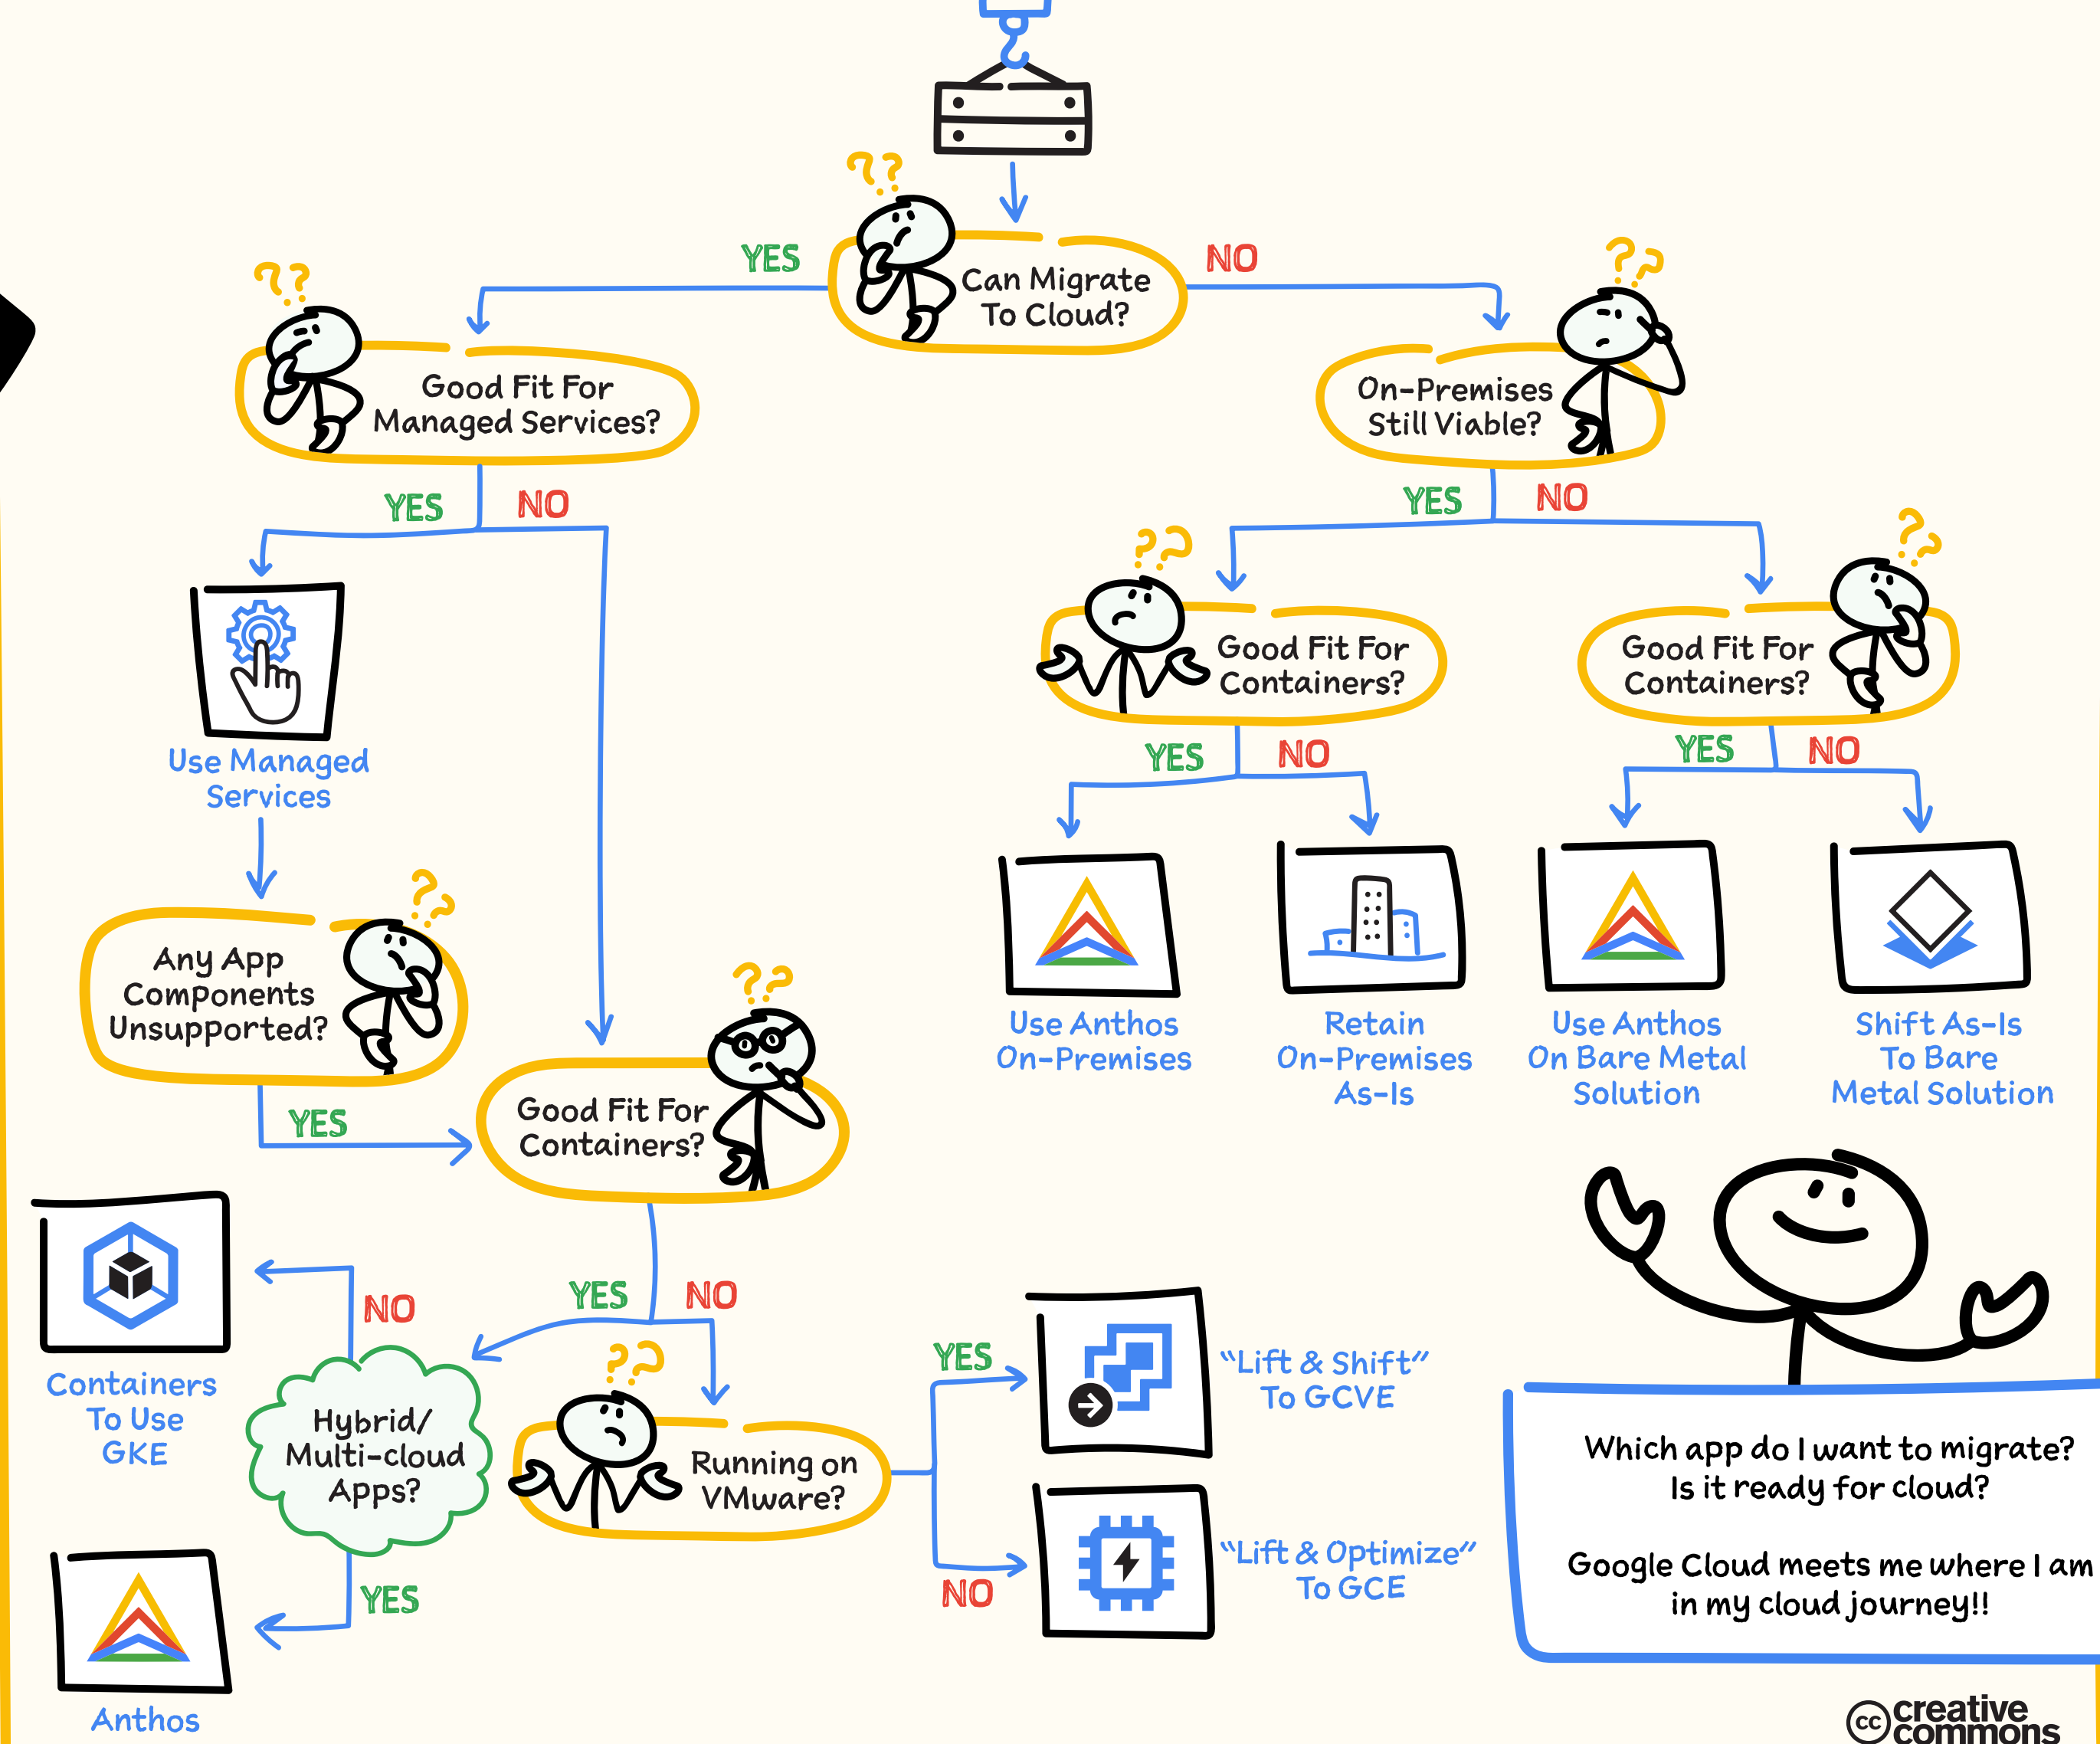 Can Migrate
To Cloud?
YES
NO
Good Fit For
Managed Services?
YES
NO
On-Premises
Still Viable?
YES
NO
Use Managed
Services
Good Fit For
Containers?
YES
NO
Good Fit For
Containers?
YES
NO
Any App
Components
Unsupported?
YES
Good Fit For
Containers?
YES
NO
Use Anthos
On-Premises
Retain
On-Premises
As-Is
Use Anthos
On Bare Metal
Solution
Shift As-Is
To Bare
Metal Solution
Containers
To Use
GKE
NO
Hybrid/
Multi-cloud
Apps?
YES
Anthos
Running on
VMware?
YES
NO
"Lift & Shift"
To GCVE
"Lift & Optimize"
To GCE
Which app do I want to migrate?
Is it ready for cloud?
Google Cloud meets me where I am
in my cloud journey!!
cc creative
commons